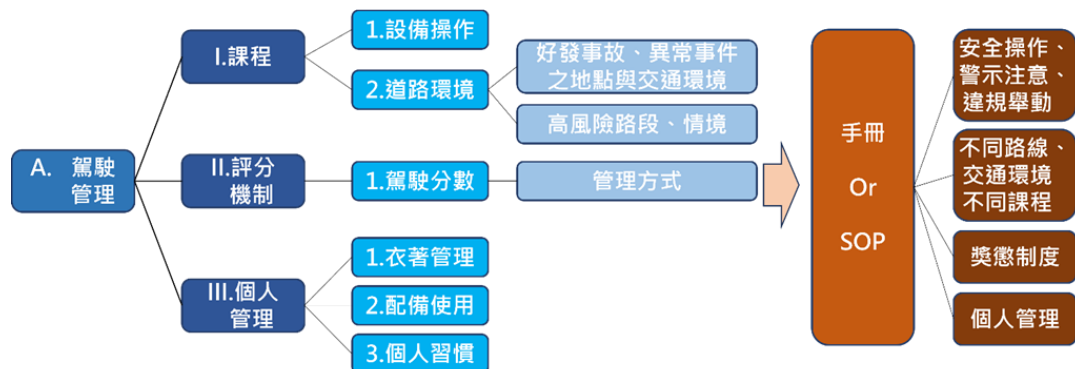 A. 駕駛
管理
I.課程
1.設備操作
2.道路環境
好發事故、異常事件
之地點與交通環境
高風險路段、情境
II.評分
機制
1.駕駛分數
管理方式
III.個人
管理
1.衣著管理
2.配備使用
3.個人習慣
手冊
Or
SOP
安全操作、
警示注意、
違規舉動
不同路線、
交通環境
不同課程
獎懲制度
個人管理